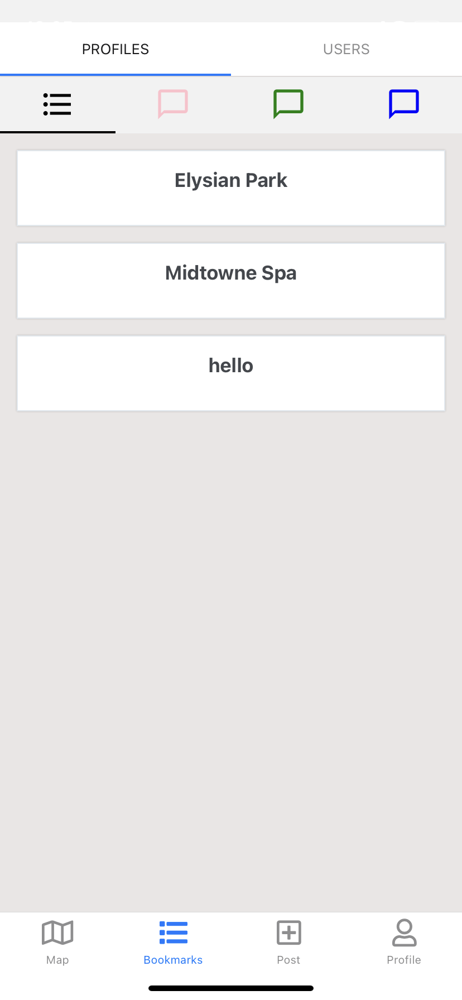 PROFILES USERS
Elysian Park
Midtowne Spa
hello
Map Bookmarks Post Profile